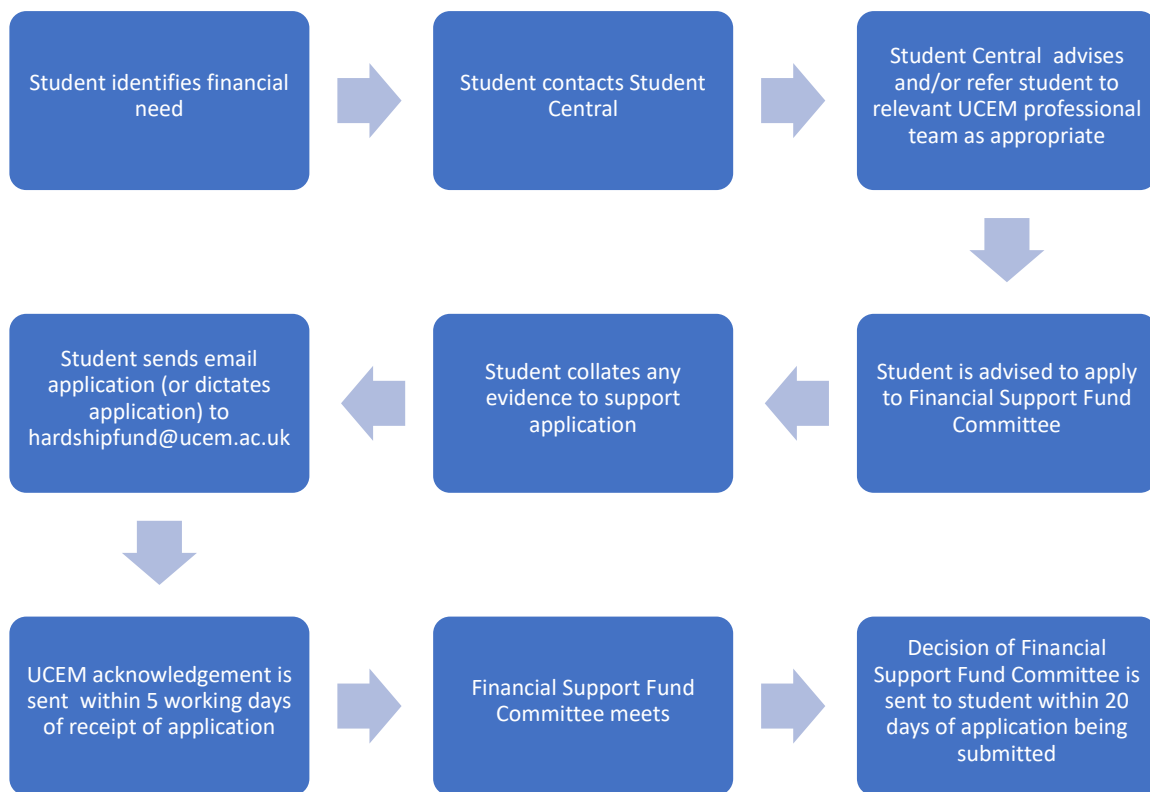 Student identifies financial
need
Student contacts Student
Central
Student Central  advises
and/or refer student to
relevant UCEM professional
team as appropriate
Student is advised to apply
to Financial Support Fund
Committee
Student collates any
evidence to support
application
Student sends email
application (or dictates
application) to
hardshipfund@ucem.ac.uk
UCEM acknowledgement is
sent  within 5 working days
of receipt of application
Financial Support Fund
Committee meets
Decision of Financial
Support Fund Committee is
sent to student within 20
days of application being
submitted